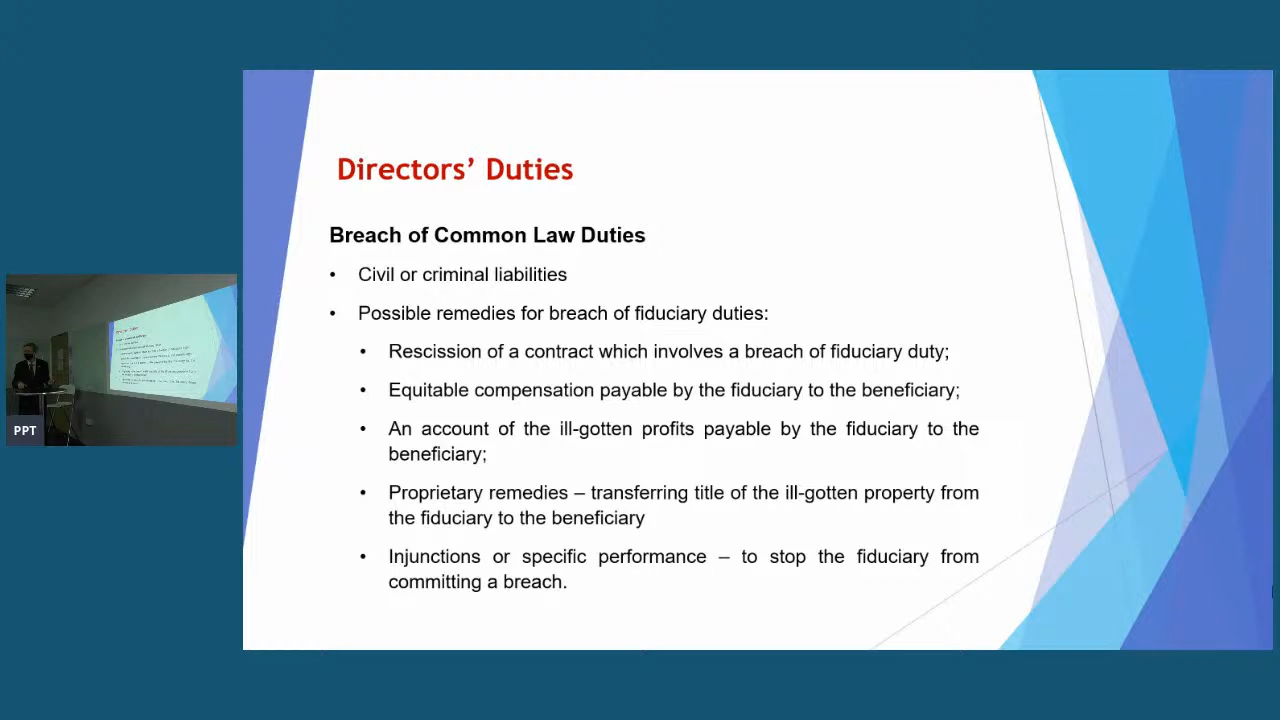 Directors’ Duties
Breach of Common Law Duties
• Civil or criminal liabilities
• Possible remedies for breach of fiduciary duties:
• Rescission of a contract which involves a breach of fiduciary duty;
• Equitable compensation payable by the fiduciary to the beneficiary;
• An account of the ill-gotten profits payable by the fiduciary to the
beneficiary;
• Proprietary remedies – transferring title of the ill-gotten property from
the fiduciary to the beneficiary
• Injunctions or specific performance – to stop the fiduciary from
committing a breach.
PPT